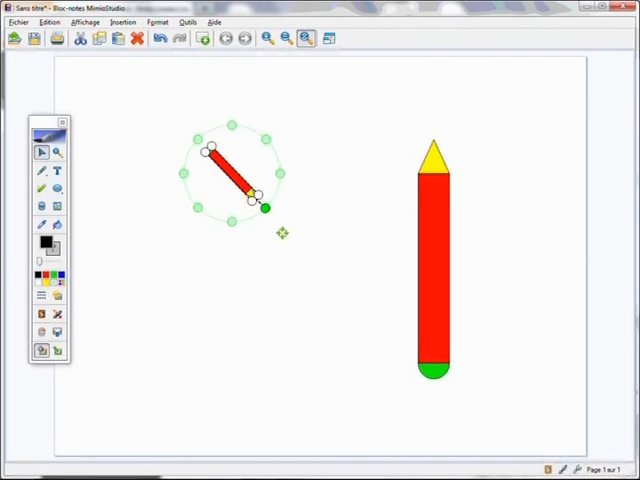 Sans titre* - Bloc-notes MimioStudio
Fichier Edition Affichage Insertion Format Outils Aide
T
Page 1 sur 1